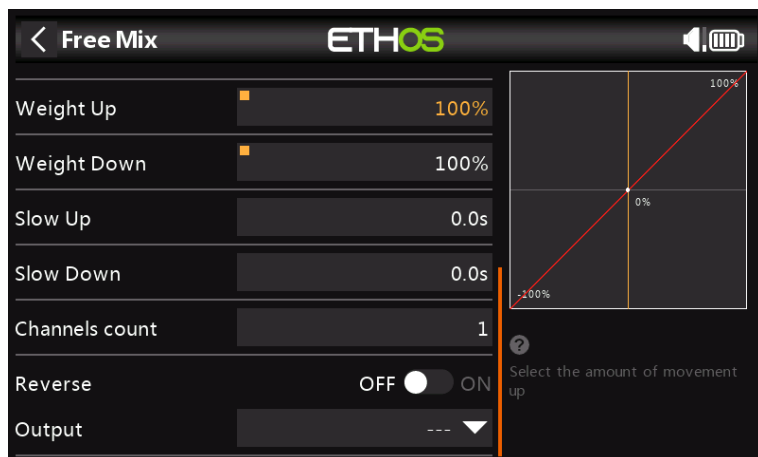 Free Mix
ETHOS
Weight Up 100%
Weight Down 100%
Slow Up 0.0s
Slow Down 0.0s
Channels count 1
Reverse OFF ON
Output ---
100%
0%
-100%
?
Select the amount of movement
up